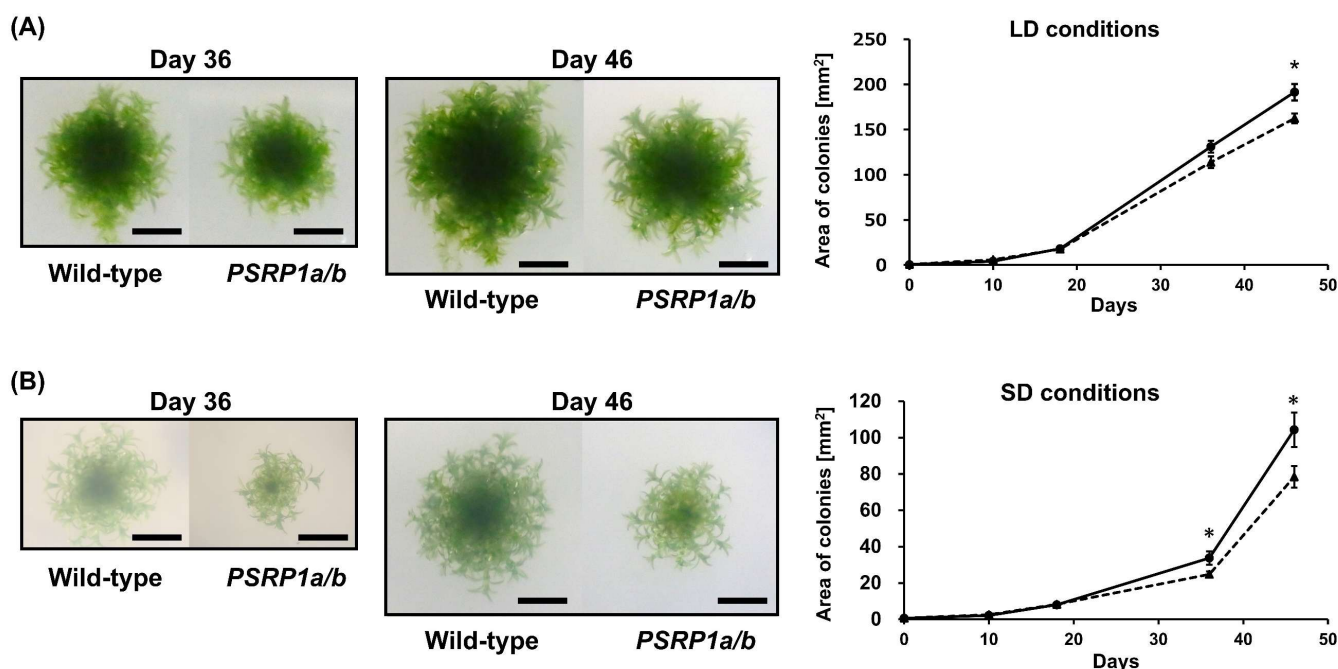 (A)
Day 36
Day 46
Wild-type
PSRP1a/b
Wild-type
PSRP1a/b
LD conditions
Area of colonies [mm²]
250
200
150
100
50
0
*
0 10 20 30 40 50
Days
(B)
Day 36
Day 46
Wild-type
PSRP1a/b
Wild-type
PSRP1a/b
SD conditions
Area of colonies [mm²]
120
100
80
60
40
20
0
*
*
0 10 20 30 40 50
Days